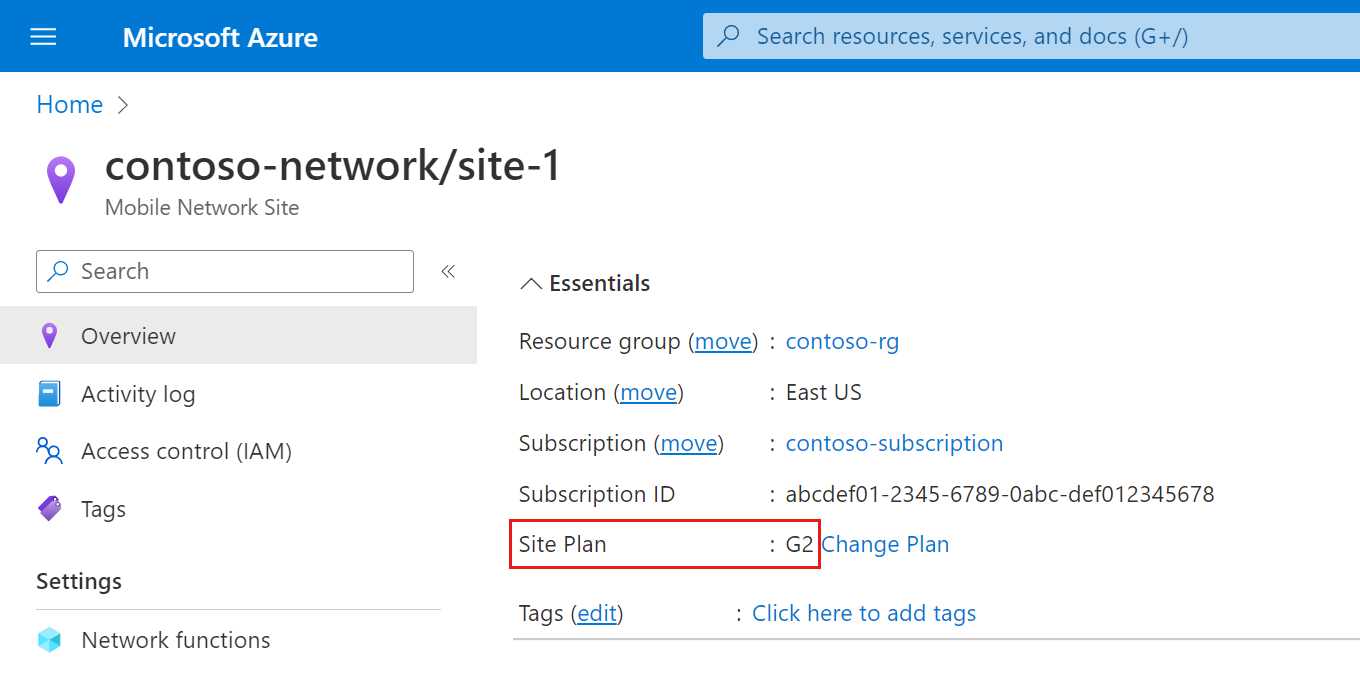 Microsoft Azure
Search resources, services, and docs (G+/)
Home
contoso-network/site-1
Mobile Network Site
Search
Overview
Activity log
Access control (IAM)
Tags
Settings
Network functions
Essentials
Resource group (move) : contoso-rg
Location (move) : East US
Subscription (move) : contoso-subscription
Subscription ID : abcdef01-2345-6789-0abc-def012345678
Site Plan : G2 Change Plan
Tags (edit) : Click here to add tags